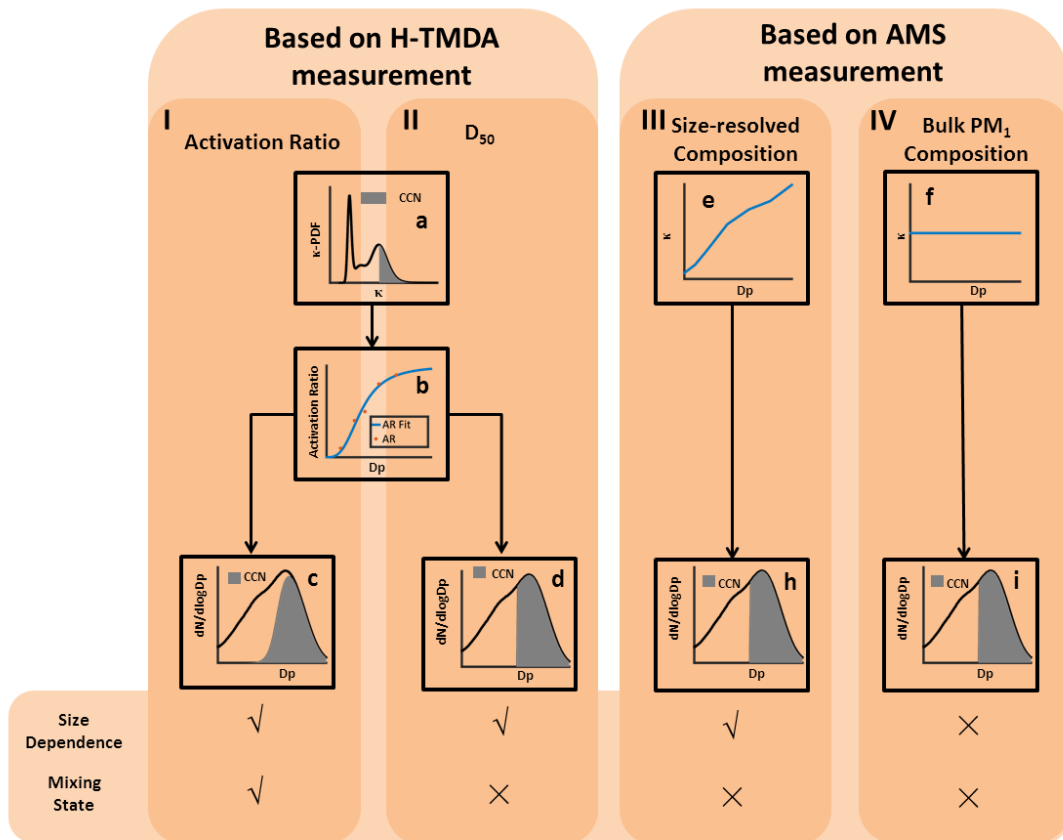 Based on H-TMDA
measurement
Based on AMS
measurement
I
Activation Ratio
II
D₅₀
III
Size-resolved
Composition
IV
Bulk PM₁
Composition
CCN
a
κ-PDF
κ
e
κ
Dp
f
κ
Dp
b
Activation Ratio
AR Fit
AR
Dp
CCN
c
dN/dlogDp
Dp
CCN
d
dN/dlogDp
Dp
CCN
h
dN/dlogDp
Dp
CCN
i
dN/dlogDp
Dp
Size
Dependence
√ √ √ ×
Mixing
State
√ × × ×